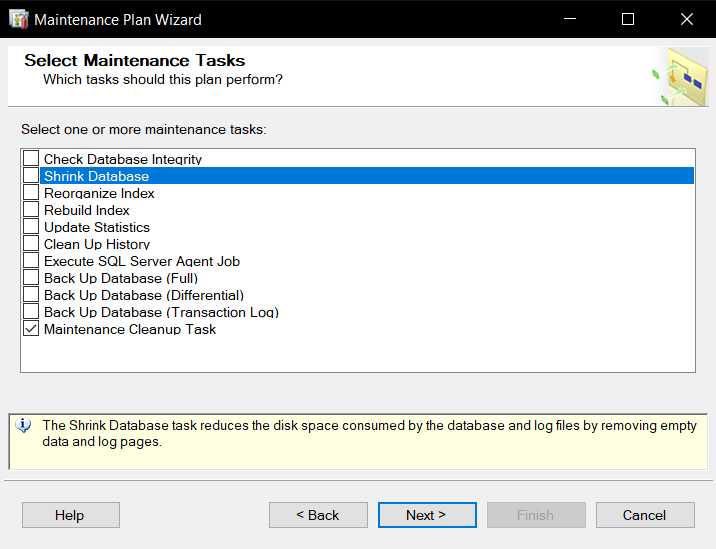 Maintenance Plan Wizard
Select Maintenance Tasks
Which tasks should this plan perform?
Select one or more maintenance tasks:
Check Database Integrity
Shrink Database
Reorganize Index
Rebuild Index
Update Statistics
Clean Up History
Execute SQL Server Agent Job
Back Up Database (Full)
Back Up Database (Differential)
Back Up Database (Transaction Log)
Maintenance Cleanup Task
The Shrink Database task reduces the disk space consumed by the database and log files by removing empty
data and log pages.
Help
< Back
Next >
Finish
Cancel